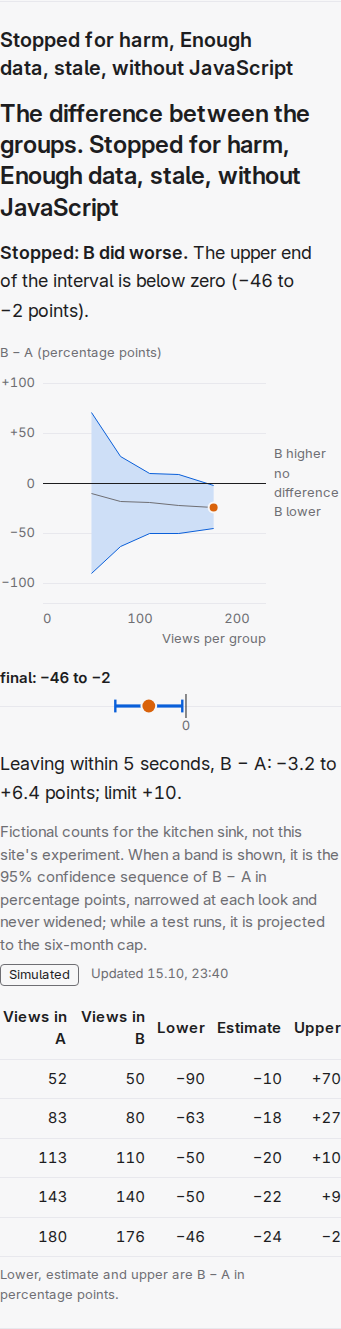 Stopped for harm, Enough
data, stale, without JavaScript
The difference between the
groups. Stopped for harm,
Enough data, stale, without
JavaScript
Stopped: B did worse. The upper end
of the interval is below zero (−46 to
−2 points).
B − A (percentage points)
+100
+50
0
−50
−100
B higher
no
difference
B lower
0 100 200
Views per group
final: −46 to −2
0
Leaving within 5 seconds, B − A: −3.2 to
+6.4 points; limit +10.
Fictional counts for the kitchen sink, not this
site's experiment. When a band is shown, it is the
95% confidence sequence of B − A in
percentage points, narrowed at each look and
never widened; while a test runs, it is projected
to the six-month cap.
Simulated Updated 15.10, 23:40
Views in A Views in B Lower Estimate Upper
52 50 −90 −10 +70
83 80 −63 −18 +27
113 110 −50 −20 +10
143 140 −50 −22 +9
180 176 −46 −24 −2
Lower, estimate and upper are B − A in
percentage points.